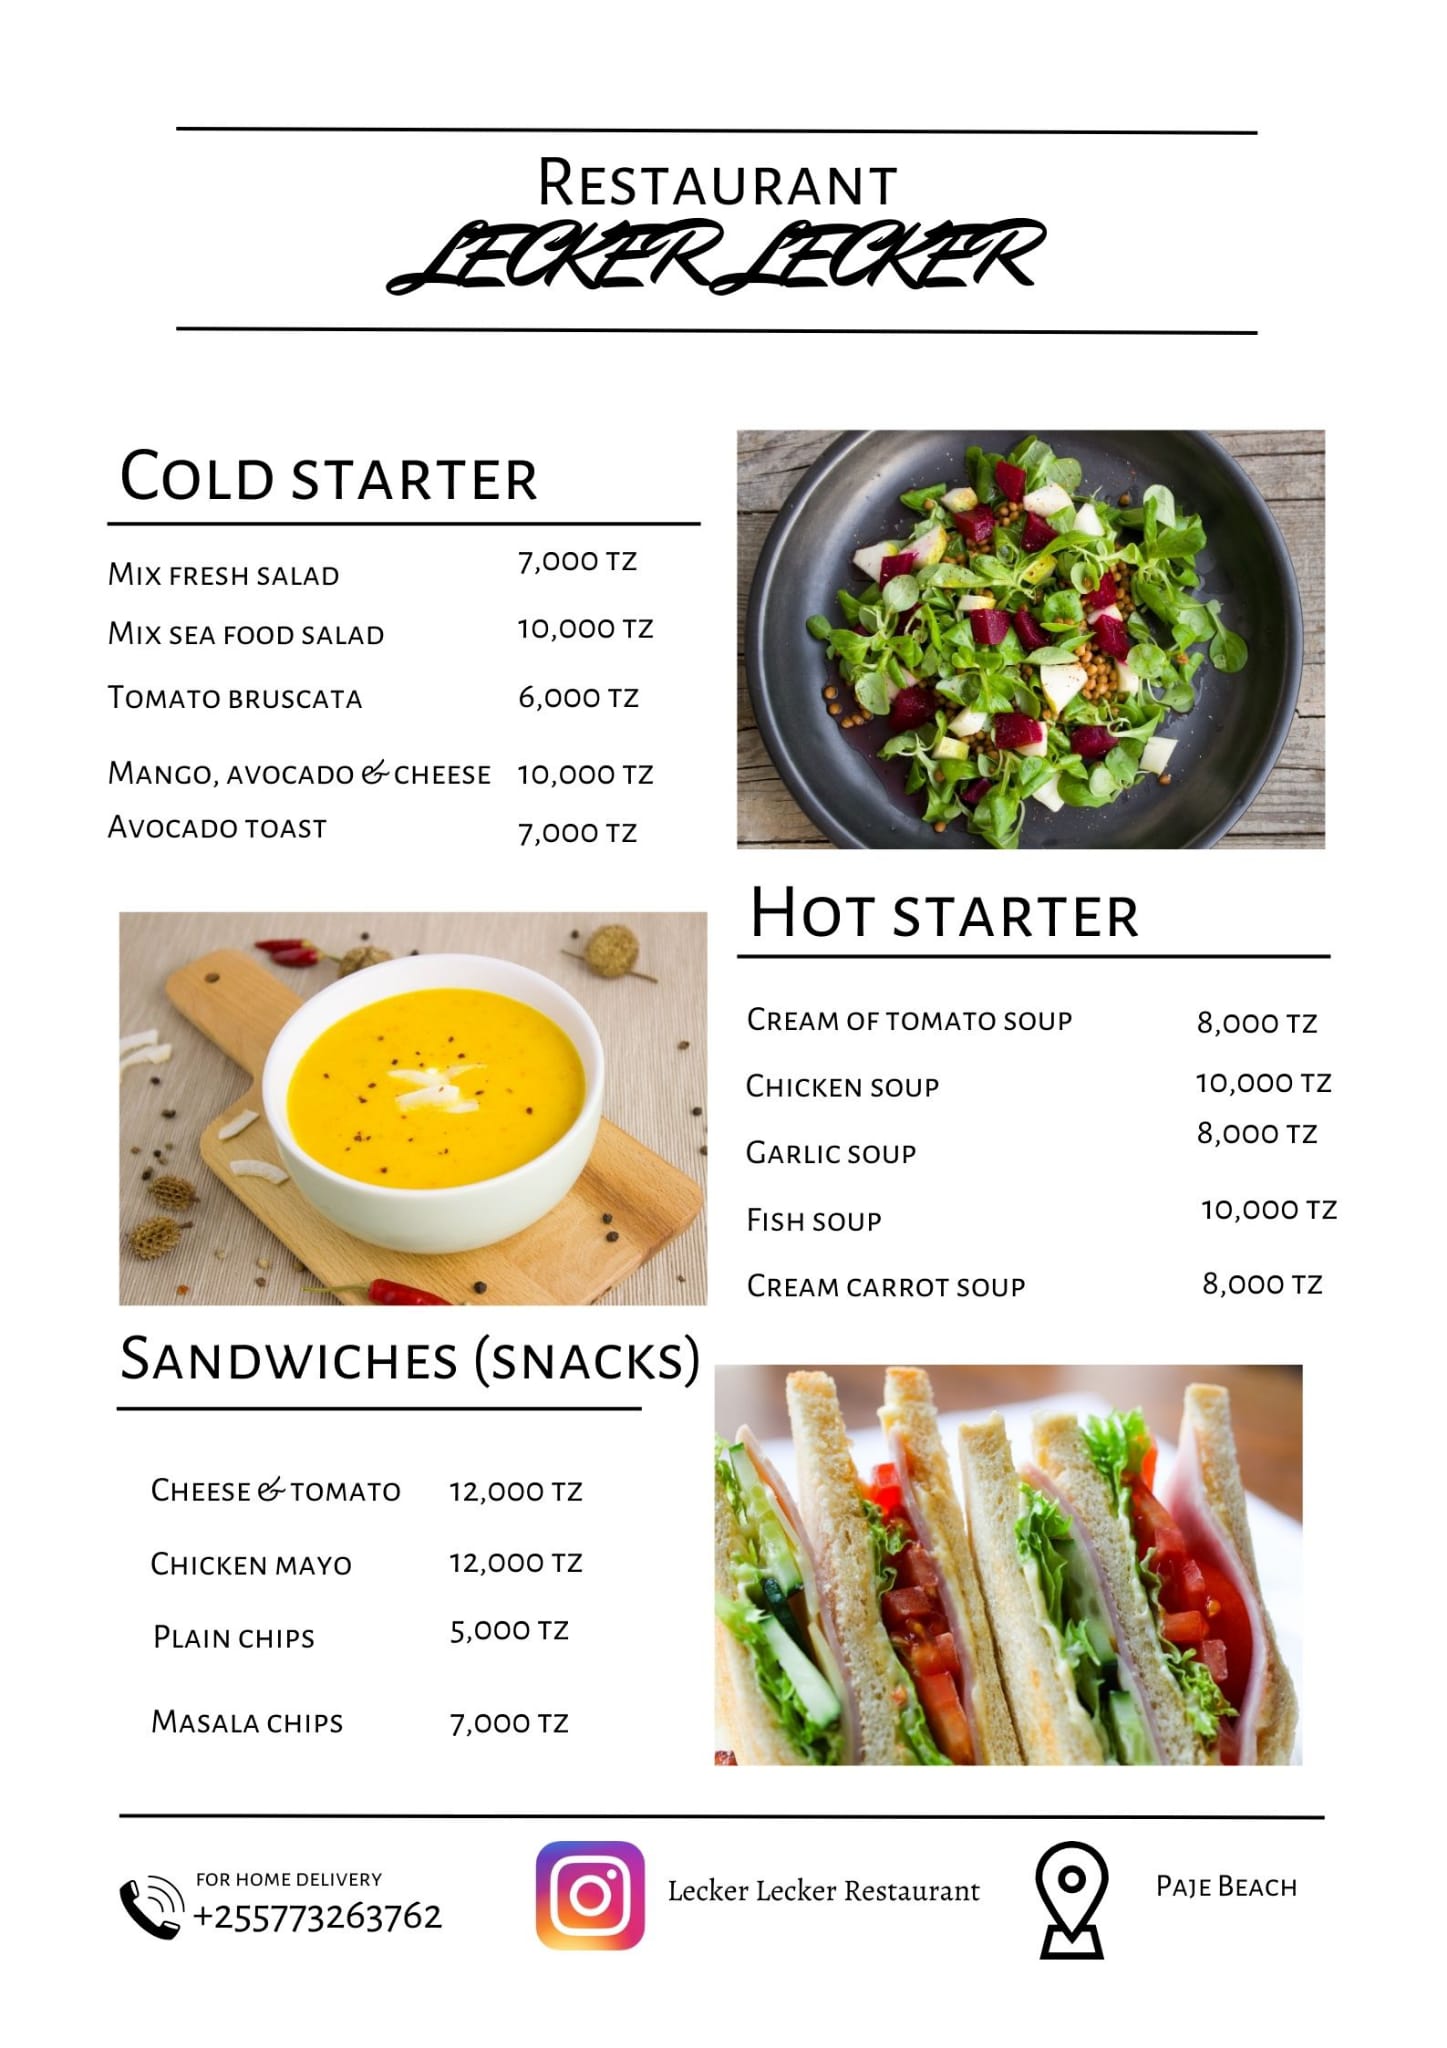 Restaurant
LECKER LECKER
Cold starter
Mix fresh salad 7,000 TZ
Mix sea food salad 10,000 TZ
Tomato bruscata 6,000 TZ
Mango, avocado & cheese 10,000 TZ
Avocado toast 7,000 TZ
Hot starter
Cream of tomato soup 8,000 TZ
Chicken soup 10,000 TZ
Garlic soup 8,000 TZ
Fish soup 10,000 TZ
Cream carrot soup 8,000 TZ
Sandwiches (snacks)
Cheese & tomato 12,000 TZ
Chicken mayo 12,000 TZ
Plain chips 5,000 TZ
Masala chips 7,000 TZ
for home delivery
+255773263762
Lecker Lecker Restaurant
Paje Beach